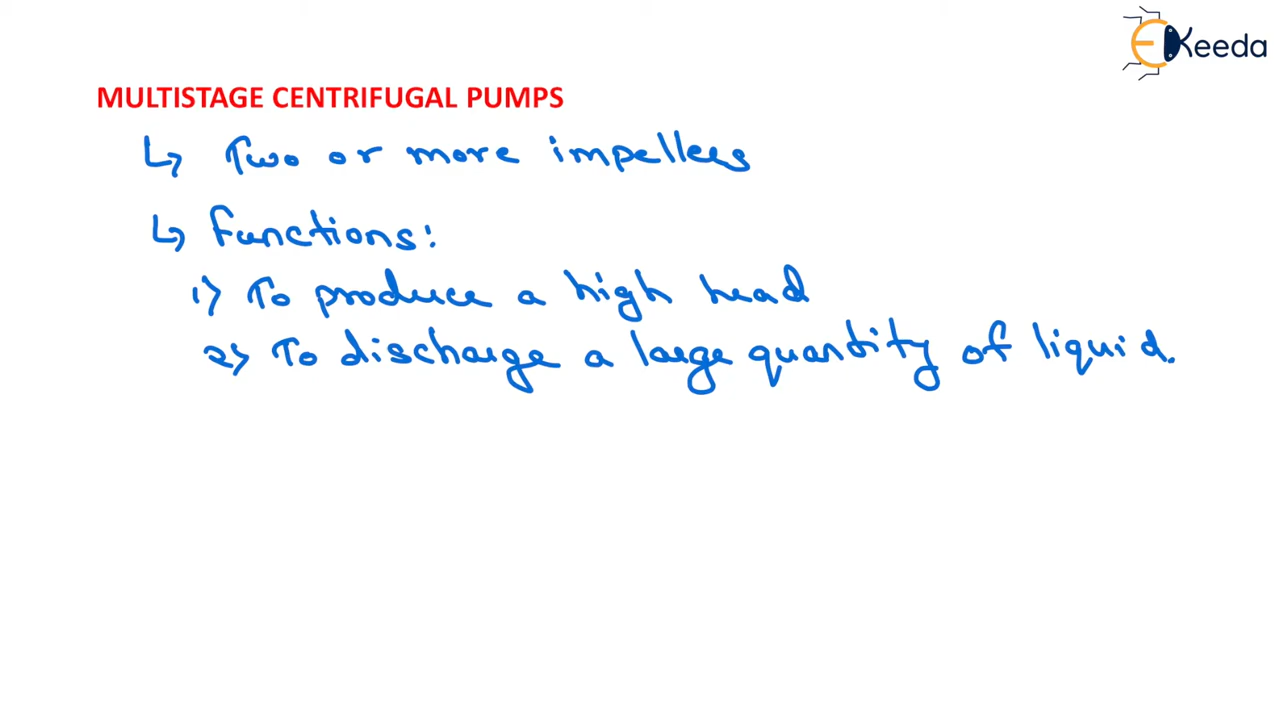 EKeeda
MULTISTAGE CENTRIFUGAL PUMPS
↳ Two or more impellers
↳ Functions:
1) To produce a high head
2) To discharge a large quantity of liquid.